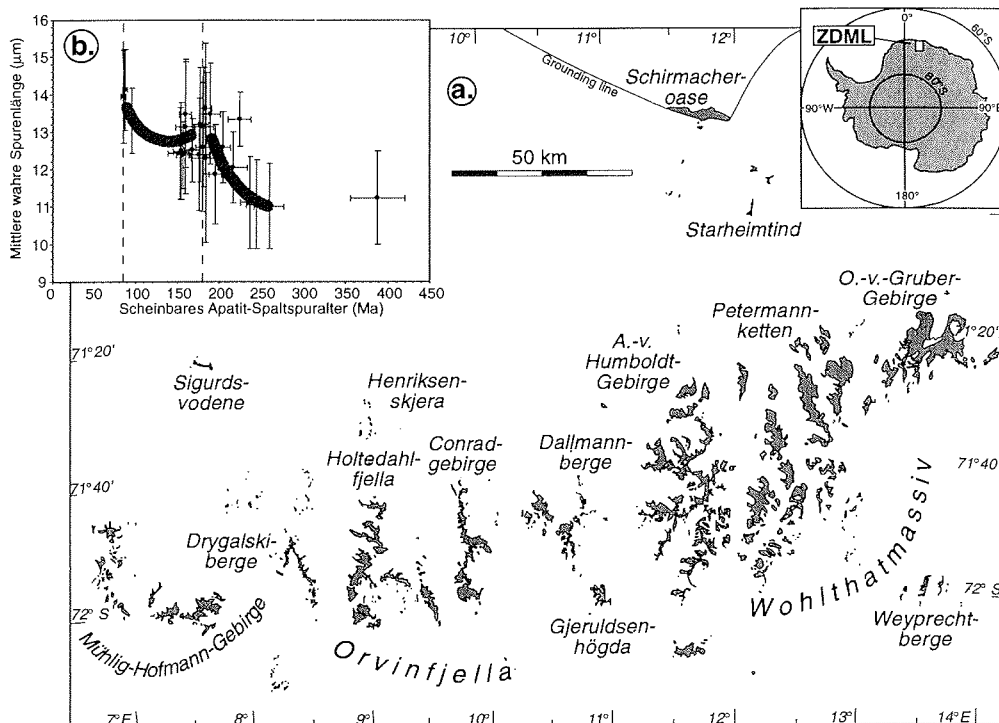 b.
Mittlere wahre Spurenlänge (µm)
16
15
14
13
12
11
10
9
0 50 100 150 200 250 300 350 400 450
Scheinbares Apatit-Spaltspuralter (Ma)
10° 11° 12°
Grounding line
Schirmacher-
oase
a.
50 km
Starheimtind
ZDML
0°
60°S
80°S
90°W
90°E
180°
O.-v.-Gruber-
Gebirge
Petermann-
ketten
A.-v.
Humboldt-
Gebirge
71°20'
71°20'
Sigurds-
vodene
Henriksen-
skjera
Holtedahl-
fjella
Conrad-
gebirge
Dallmann-
berge
71°40'
71°40'
Drygalski-
berge
72° S
72° S
Mühlig-Hofmann-Gebirge
Orvinfjella
Gjeruldsen-
högda
Wohlthatmassiv
Weyprecht-
berge
7°E 8° 9° 10° 11° 12° 13° 14°E